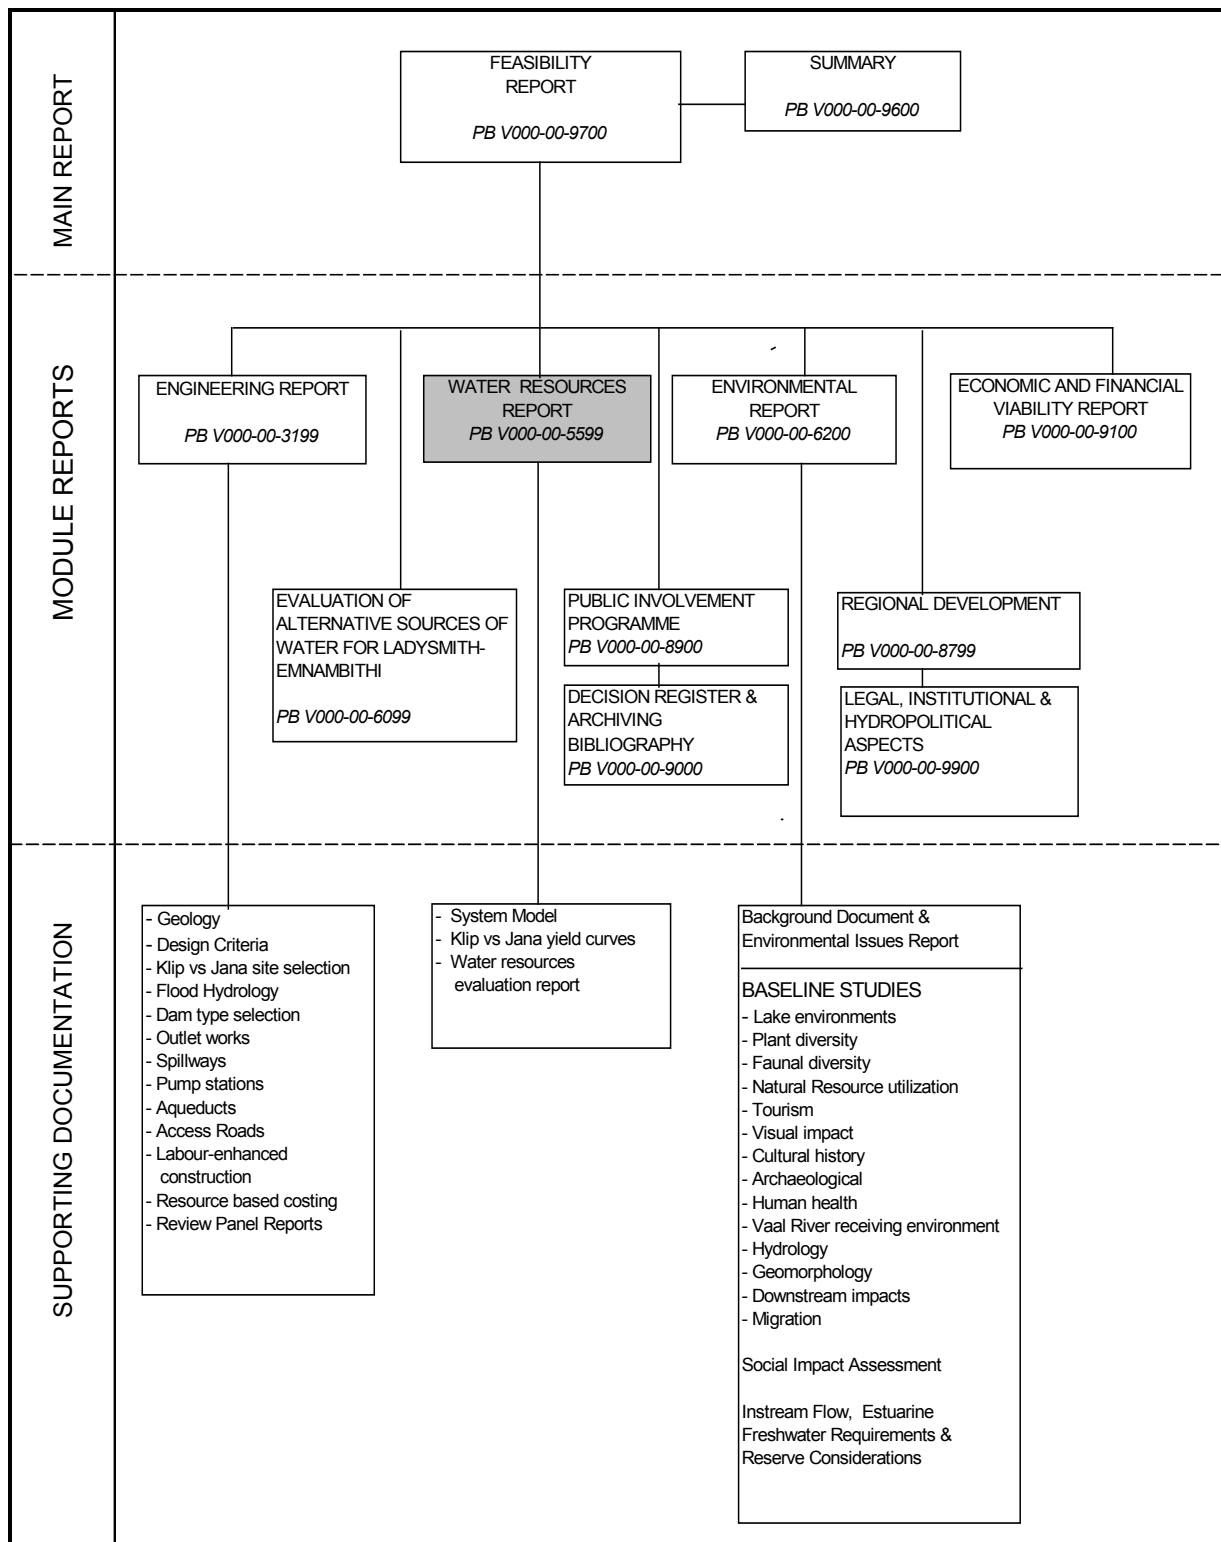 MAIN REPORT
FEASIBILITY
REPORT
PB V000-00-9700
SUMMARY
PB V000-00-9600
MODULE REPORTS
ENGINEERING REPORT
PB V000-00-3199
WATER RESOURCES
REPORT
PB V000-00-5599
ENVIRONMENTAL
REPORT
PB V000-00-6200
ECONOMIC AND FINANCIAL
VIABILITY REPORT
PB V000-00-9100
EVALUATION OF
ALTERNATIVE SOURCES OF
WATER FOR LADYSMITH-
EMNAMBITHI
PB V000-00-6099
PUBLIC INVOLVEMENT
PROGRAMME
PB V000-00-8900
DECISION REGISTER &
ARCHIVING
BIBLIOGRAPHY
PB V000-00-9000
REGIONAL DEVELOPMENT
PB V000-00-8799
LEGAL, INSTITUTIONAL &
HYDROPOLITICAL
ASPECTS
PB V000-00-9900
SUPPORTING DOCUMENTATION
- Geology
- Design Criteria
- Klip vs Jana site selection
- Flood Hydrology
- Dam type selection
- Outlet works
- Spillways
- Pump stations
- Aqueducts
- Access Roads
- Labour-enhanced
construction
- Resource based costing
- Review Panel Reports
- System Model
- Klip vs Jana yield curves
- Water resources
evaluation report
Background Document &
Environmental Issues Report
BASELINE STUDIES
- Lake environments
- Plant diversity
- Faunal diversity
- Natural Resource utilization
- Tourism
- Visual impact
- Cultural history
- Archaeological
- Human health
- Vaal River receiving environment
- Hydrology
- Geomorphology
- Downstream impacts
- Migration
Social Impact Assessment
Instream Flow, Estuarine
Freshwater Requirements &
Reserve Considerations